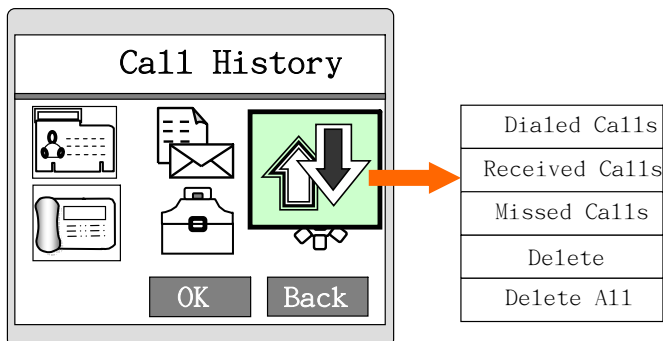 Call History
OK
Back
Dialed Calls
Received Calls
Missed Calls
Delete
Delete All